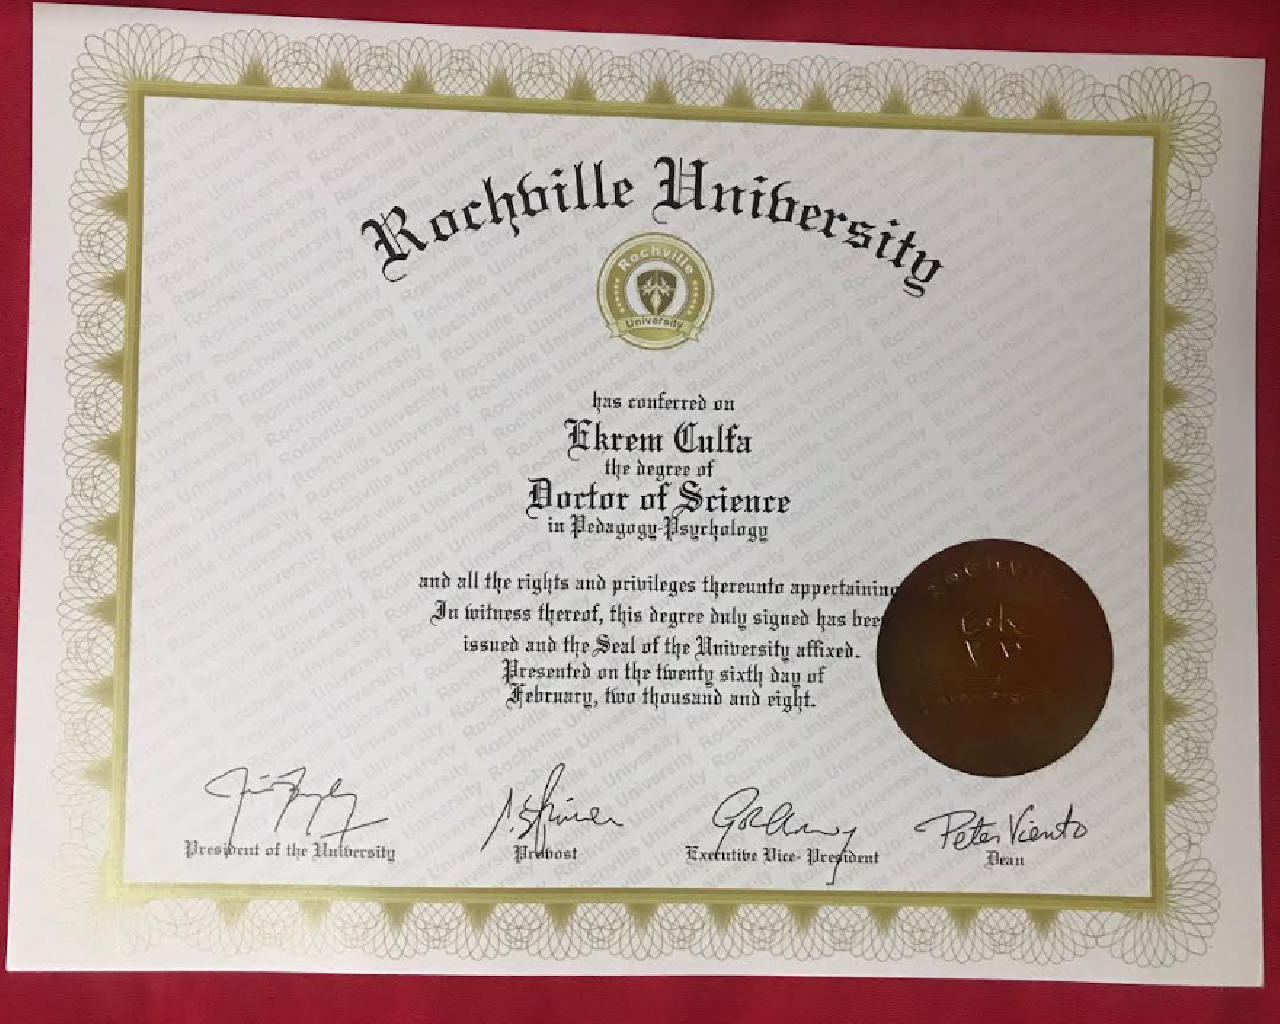 Rochville University
Rochville
University
has conferred on
Ekrem Culfa
the degree of
Doctor of Science
in Pedagogy-Psychology
and all the rights and privileges thereunto appertaining
In witness thereof, this degree duly signed has been
issued and the Seal of the University affixed.
Presented on the twenty sixth day of
February, two thousand and eight.
Peter Viento
President of the University
Provost
Executive Vice- President
Dean